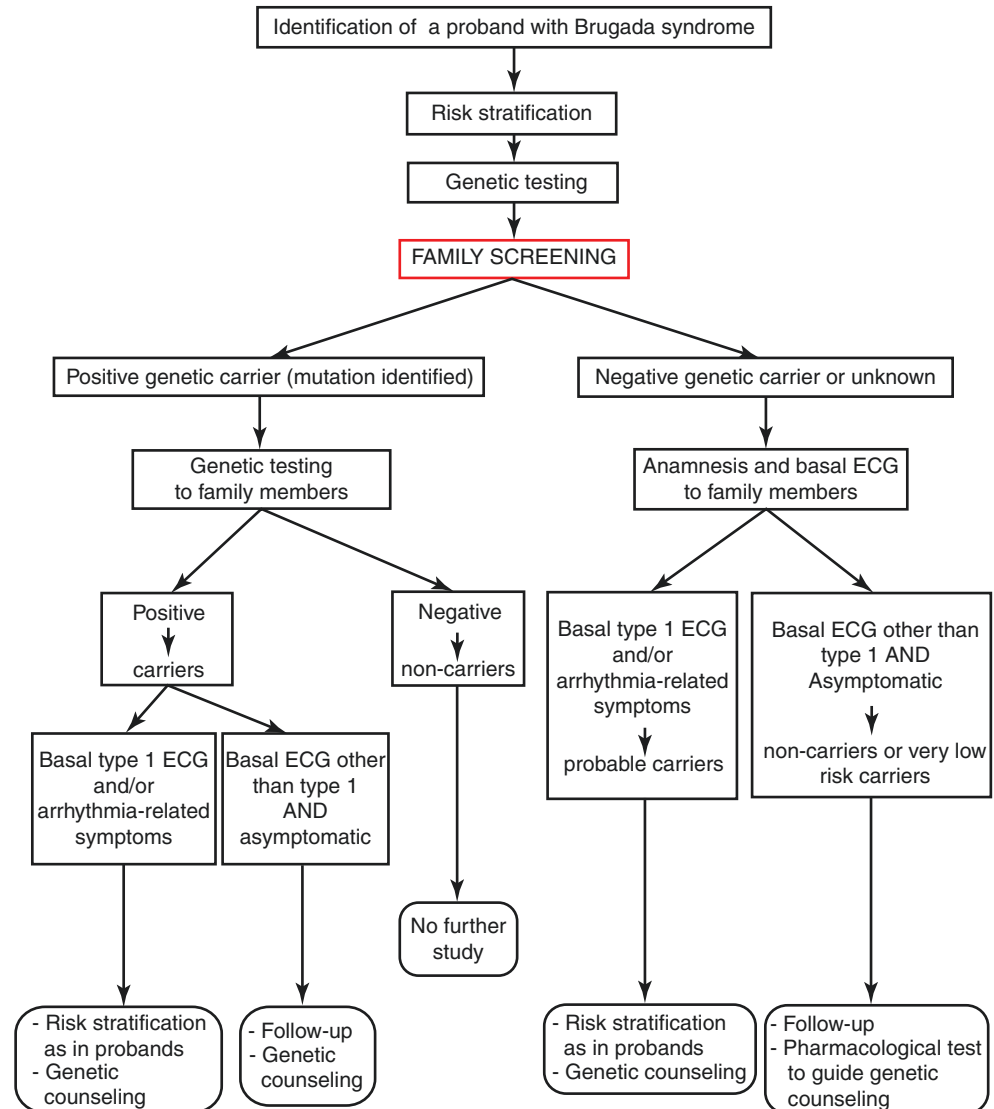 Identification of a proband with Brugada syndrome
Risk stratification
Genetic testing
FAMILY SCREENING
Positive genetic carrier (mutation identified)
Negative genetic carrier or unknown
Genetic testing
to family members
Anamnesis and basal ECG
to family members
Positive
carriers
Negative
non-carriers
Basal type 1 ECG
and/or
arrhythmia-related
symptoms
probable carriers
Basal ECG other than
type 1 AND
Asymptomatic
non-carriers or very low
risk carriers
Basal type 1 ECG
and/or
arrhythmia-related
symptoms
Basal ECG other
than type 1
AND
asymptomatic
No further
study
- Risk stratification
as in probands
- Genetic
counseling
- Follow-up
- Genetic
counseling
- Risk stratification
as in probands
- Genetic counseling
- Follow-up
- Pharmacological test
to guide genetic
counseling